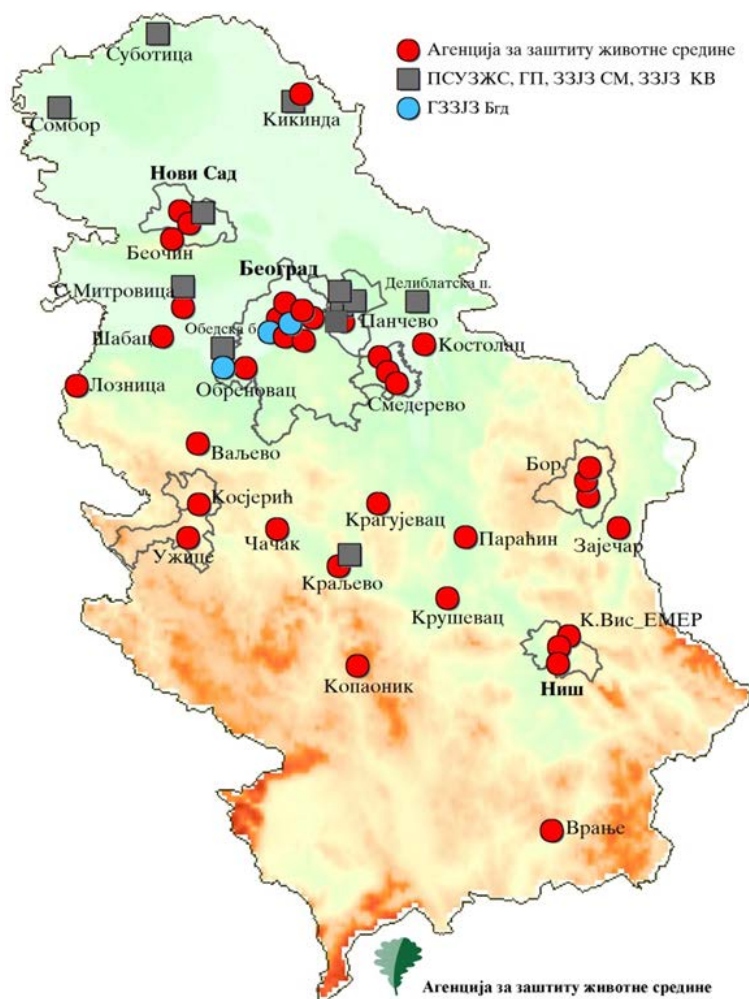 Суботица
Сомбор
Кикинда
Агенција за заштиту животне средине
ПСУЗЖС, ГП, ЗЗЈЗ СМ, ЗЗЈЗ КВ
ГЗЗЈЗ Бгд
Нови Сад
Беочин
Београд
Делиблатска п.
С.Митровица
Обедска б.
Панчево
Шабац
Костолац
Лозница
Обреновац
Смедерево
Ваљево
Бор
Косјерић
Крагујевац
Ужице
Чачак
Параћин
Зајечар
Краљево
Крушевац
К.Вис_ЕМЕР
Копаоник
Ниш
Врање
Агенција за заштиту животне средине